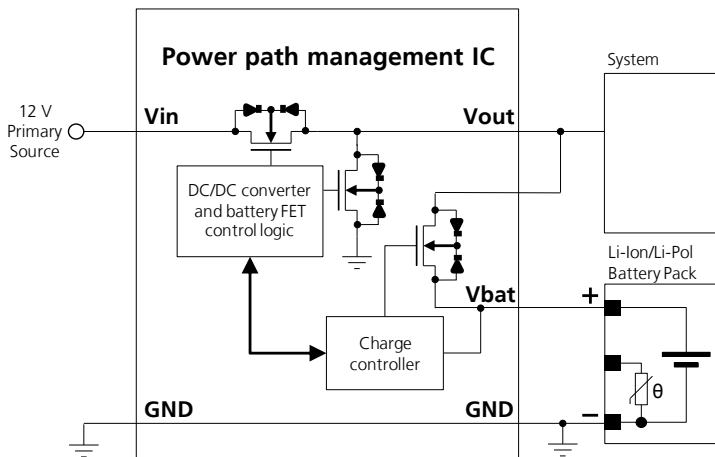 Power path management IC
System
12 V
Primary
Source
Vin
Vout
DC/DC converter
and battery FET
control logic
Li-Ion/Li-Pol
Battery Pack
Vbat
+
Charge
controller
θ
GND
GND
−